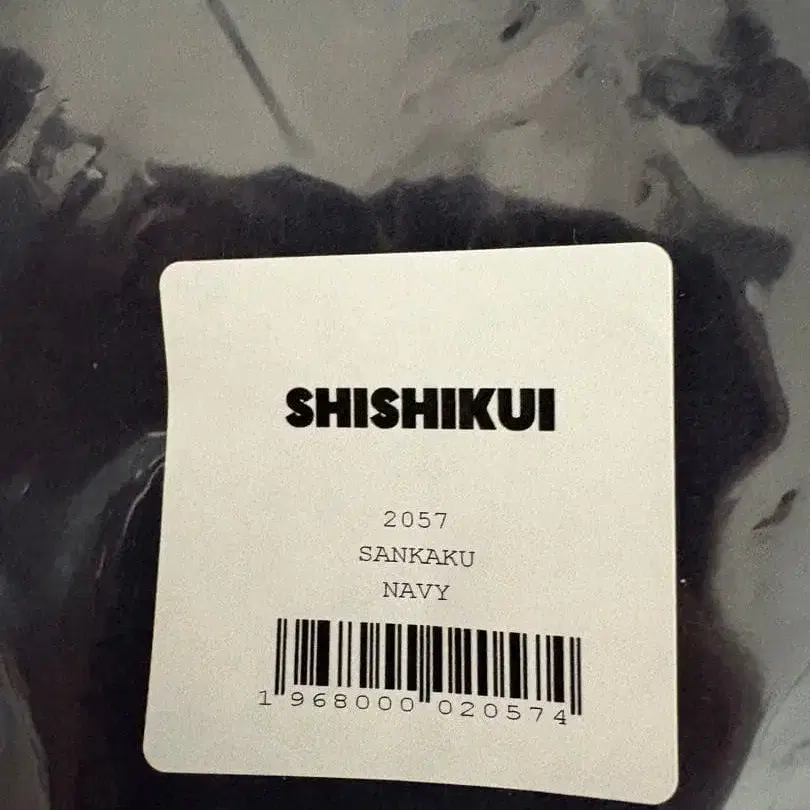 SHISHIKUI
2057
SANKAKU
NAVY
1 968000 020574